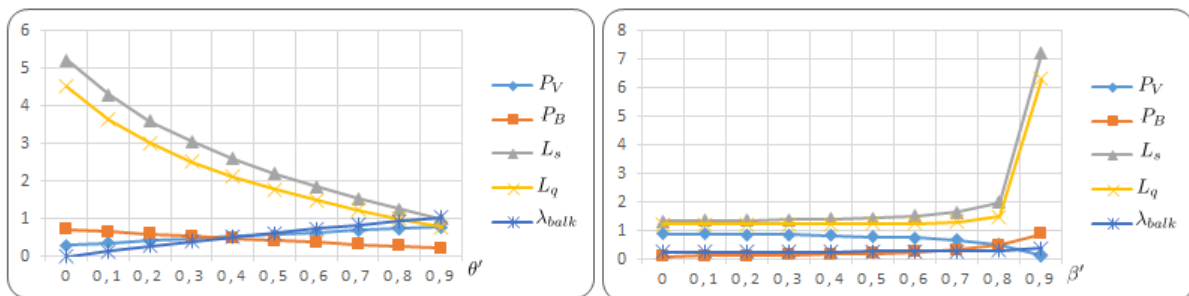 6
5
4
3
2
1
0
0 0,1 0,2 0,3 0,4 0,5 0,6 0,7 0,8 0,9 θ′
P_V
P_B
L_s
L_q
λ_balk
8
7
6
5
4
3
2
1
0
0 0,1 0,2 0,3 0,4 0,5 0,6 0,7 0,8 0,9 β′
P_V
P_B
L_s
L_q
λ_balk